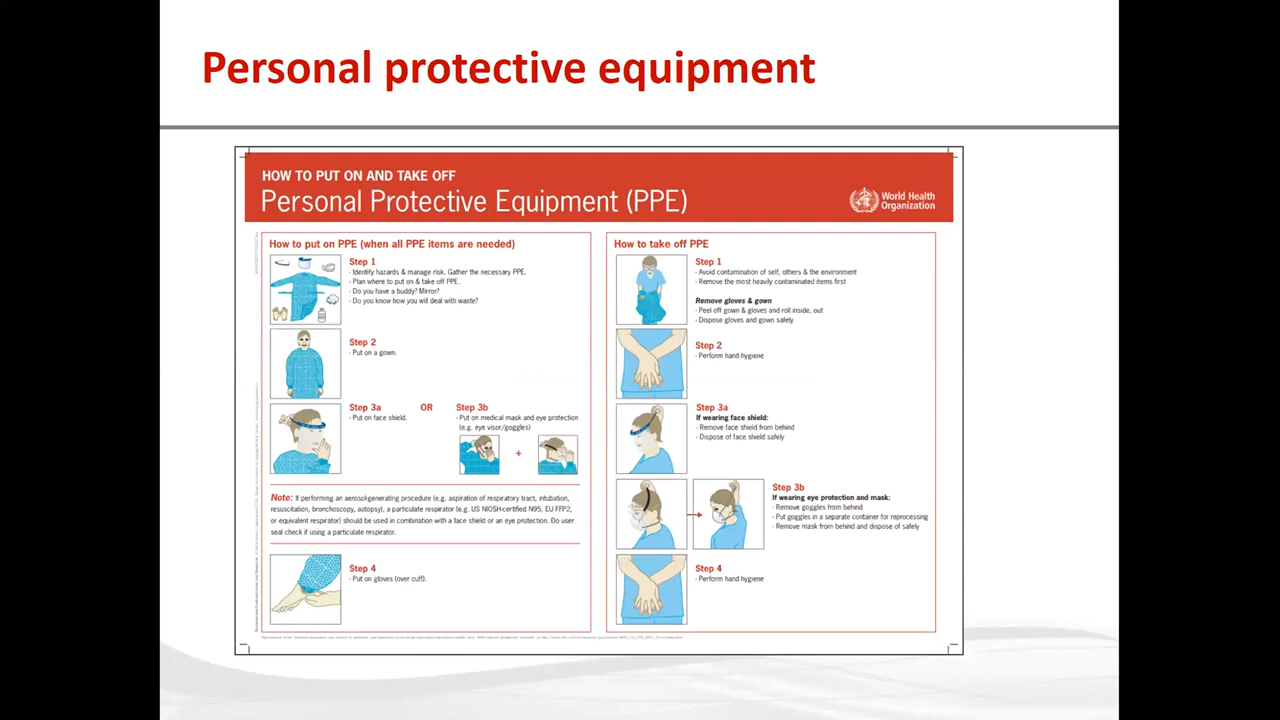 Personal protective equipment
HOW TO PUT ON AND TAKE OFF
Personal Protective Equipment (PPE)
World Health
Organization
How to put on PPE (when all PPE items are needed)
Step 1
- Identify hazards & manage risk. Gather the necessary PPE.
- Plan where to put on & take off PPE.
- Do you have a buddy? Mirror?
- Do you know how you will deal with waste?
Step 2
- Put on a gown.
Step 3a
- Put on face shield.
OR
Step 3b
- Put on medical mask and eye protection
(e.g. eye visor/goggles)
+
Note: If performing an aerosol-generating procedure (e.g. aspiration of respiratory tract, intubation,
resuscitation, bronchoscopy, autopsy), a particulate respirator (e.g. US NIOSH-certified N95, EU FFP2,
or equivalent respirator) should be used in combination with a face shield or an eye protection. Do user
seal check if using a particulate respirator.
Step 4
- Put on gloves (over cuff).
How to take off PPE
Step 1
- Avoid contamination of self, others & the environment
- Remove the most heavily contaminated items first
Remove gloves & gown
- Peel off gown & gloves and roll inside, out
- Dispose gloves and gown safely
Step 2
- Perform hand hygiene
Step 3a
If wearing face shield:
- Remove face shield from behind
- Dispose of face shield safely
Step 3b
If wearing eye protection and mask:
- Remove goggles from behind
- Put goggles in a separate container for reprocessing
- Remove mask from behind and dispose of safely
Step 4
- Perform hand hygiene